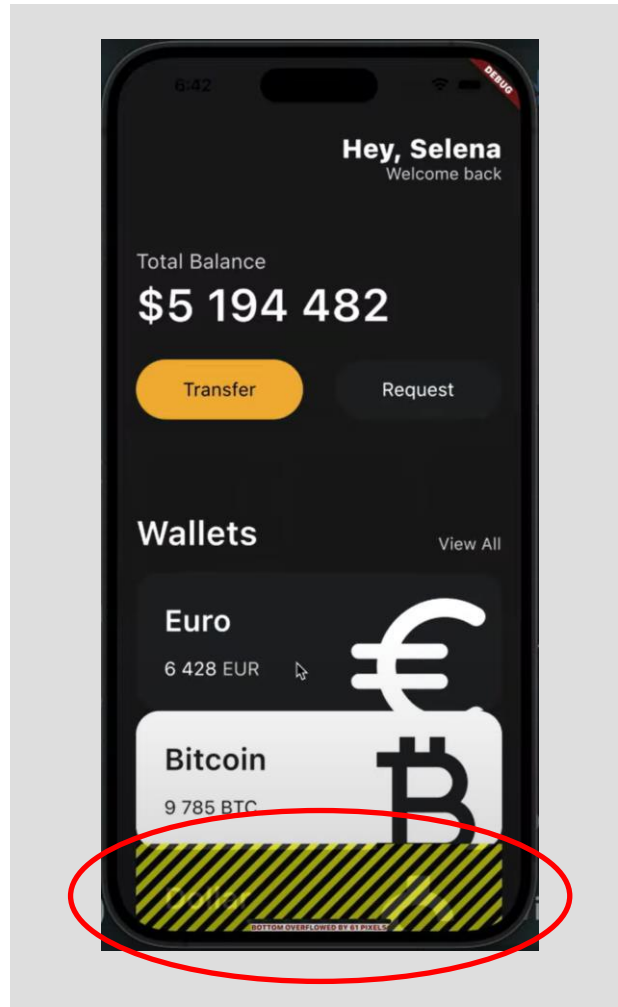 6:42
DEBUG
Hey, Selena
Welcome back
Total Balance
$5 194 482
Transfer
Request
Wallets
View All
Euro
6 428 EUR
€
Bitcoin
9 785 BTC
Dollar
BOTTOM OVERFLOWED BY 61 PIXELS